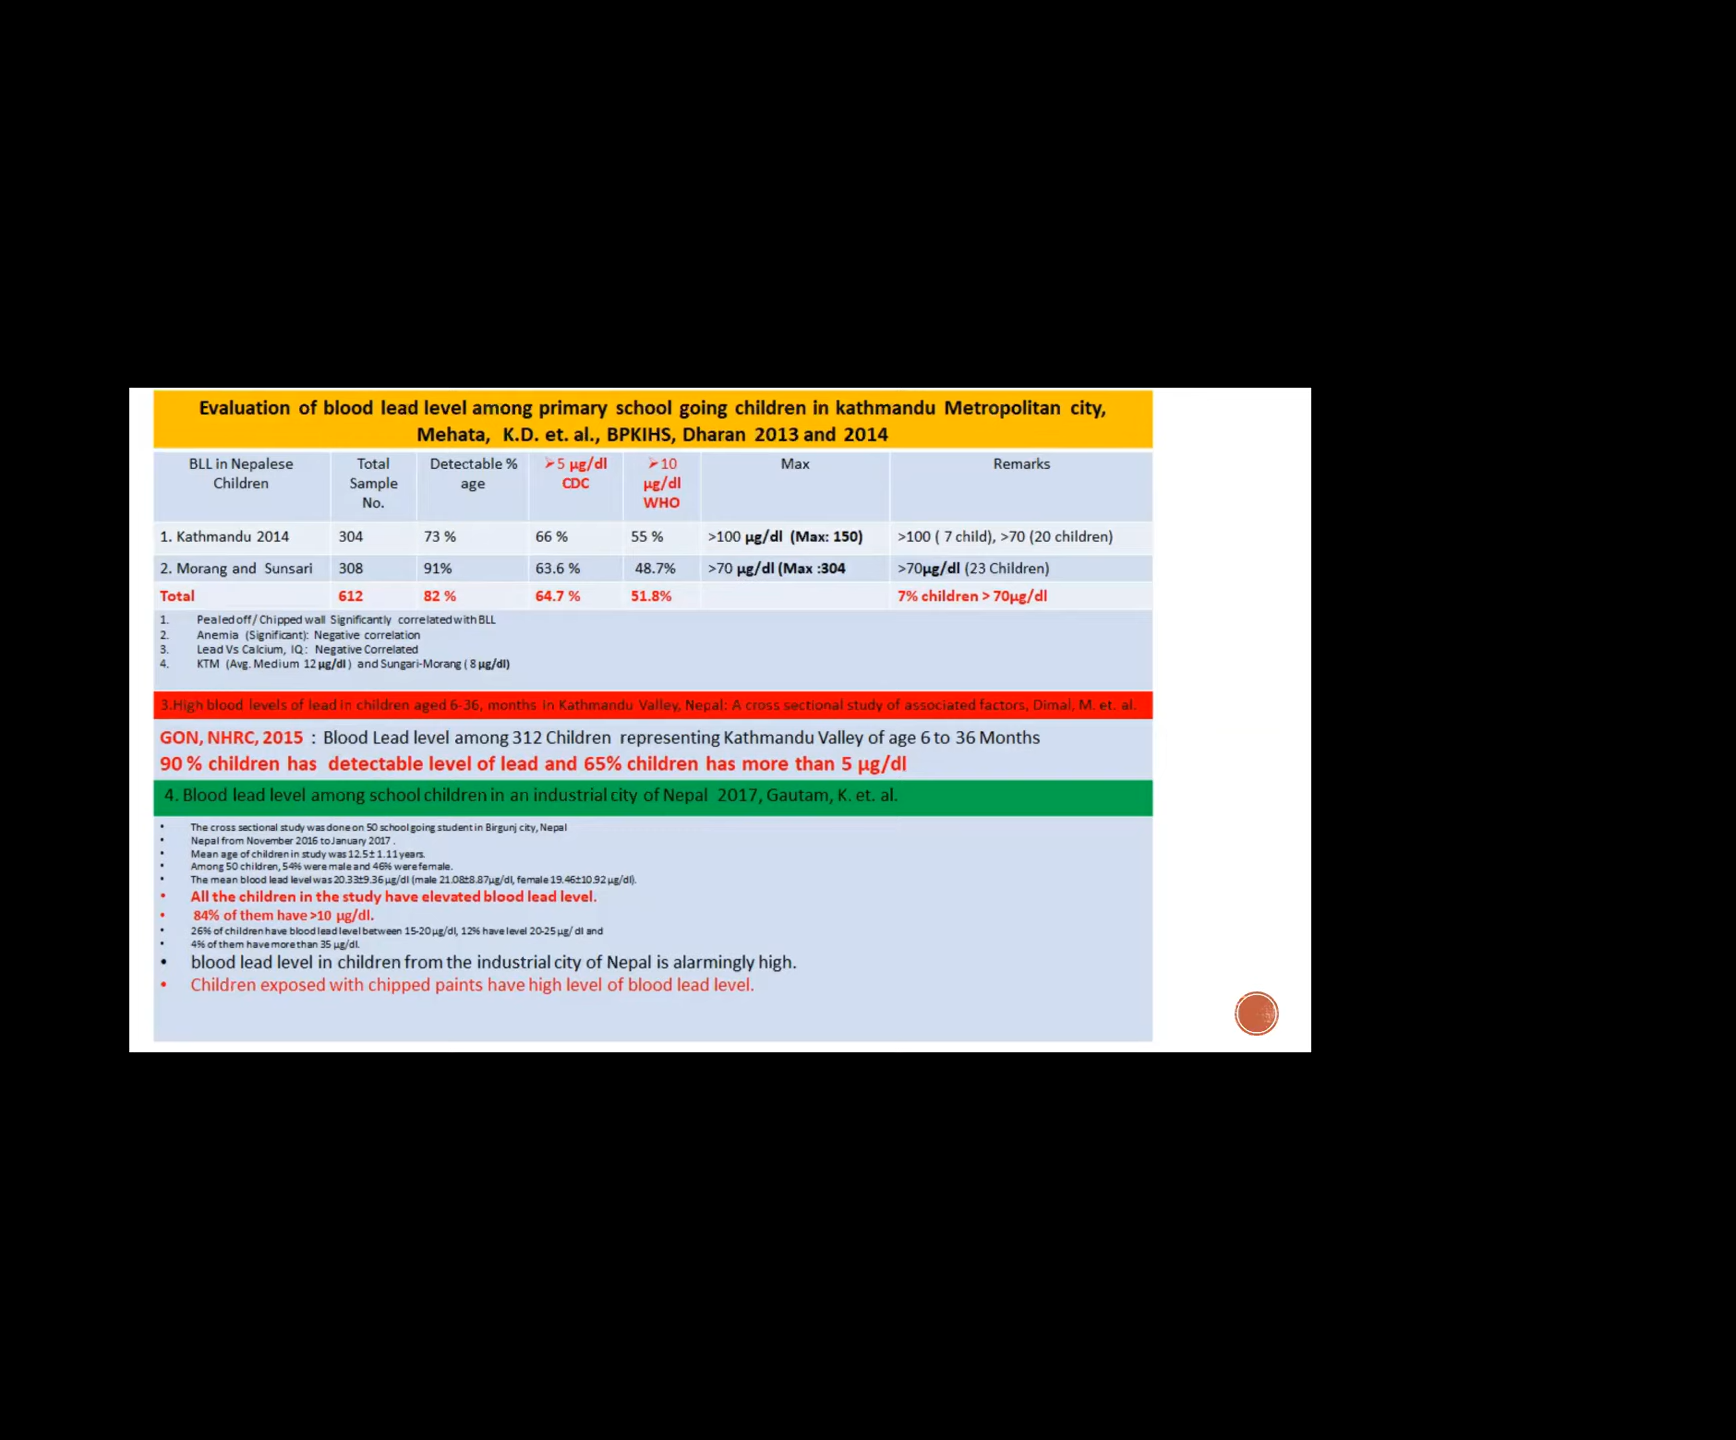 Evaluation of blood lead level among primary school going children in kathmandu Metropolitan city,
Mehata, K.D. et. al., BPKIHS, Dharan 2013 and 2014
BLL in Nepalese Children Total Sample No. Detectable % age ➢5 µg/dl CDC ➢10 µg/dl WHO Max Remarks
1. Kathmandu 2014 304 73 % 66 % 55 % >100 µg/dl (Max: 150) >100 ( 7 child), >70 (20 children)
2. Morang and Sunsari 308 91% 63.6 % 48.7% >70 µg/dl (Max :304 >70µg/dl (23 Children)
Total 612 82 % 64.7 % 51.8% 7% children > 70µg/dl
1. Pealed off/ Chipped wall Significantly correlated with BLL
2. Anemia (Significant): Negative correlation
3. Lead Vs Calcium, IQ: Negative Correlated
4. KTM (Avg. Medium 12 µg/dl ) and Sungari-Morang ( 8 µg/dl)
3.High blood levels of lead in children aged 6-36, months in Kathmandu Valley, Nepal: A cross sectional study of associated factors, Dimal, M. et. al.
GON, NHRC, 2015 : Blood Lead level among 312 Children representing Kathmandu Valley of age 6 to 36 Months
90 % children has detectable level of lead and 65% children has more than 5 µg/dl
4. Blood lead level among school children in an industrial city of Nepal 2017, Gautam, K. et. al.
• The cross sectional study was done on 50 school going student in Birgunj city, Nepal
• Nepal from November 2016 to January 2017 .
• Mean age of children in study was 12.5± 1.11 years.
• Among 50 children, 54% were male and 46% were female.
• The mean blood lead level was 20.33±9.36 µg/dl (male 21.08±8.87µg/dl, female 19.46±10.92 µg/dl).
• All the children in the study have elevated blood lead level.
• 84% of them have >10 µg/dl.
• 26% of children have blood lead level between 15-20 µg/dl, 12% have level 20-25 µg/ dl and
• 4% of them have more than 35 µg/dl.
• blood lead level in children from the industrial city of Nepal is alarmingly high.
• Children exposed with chipped paints have high level of blood lead level.